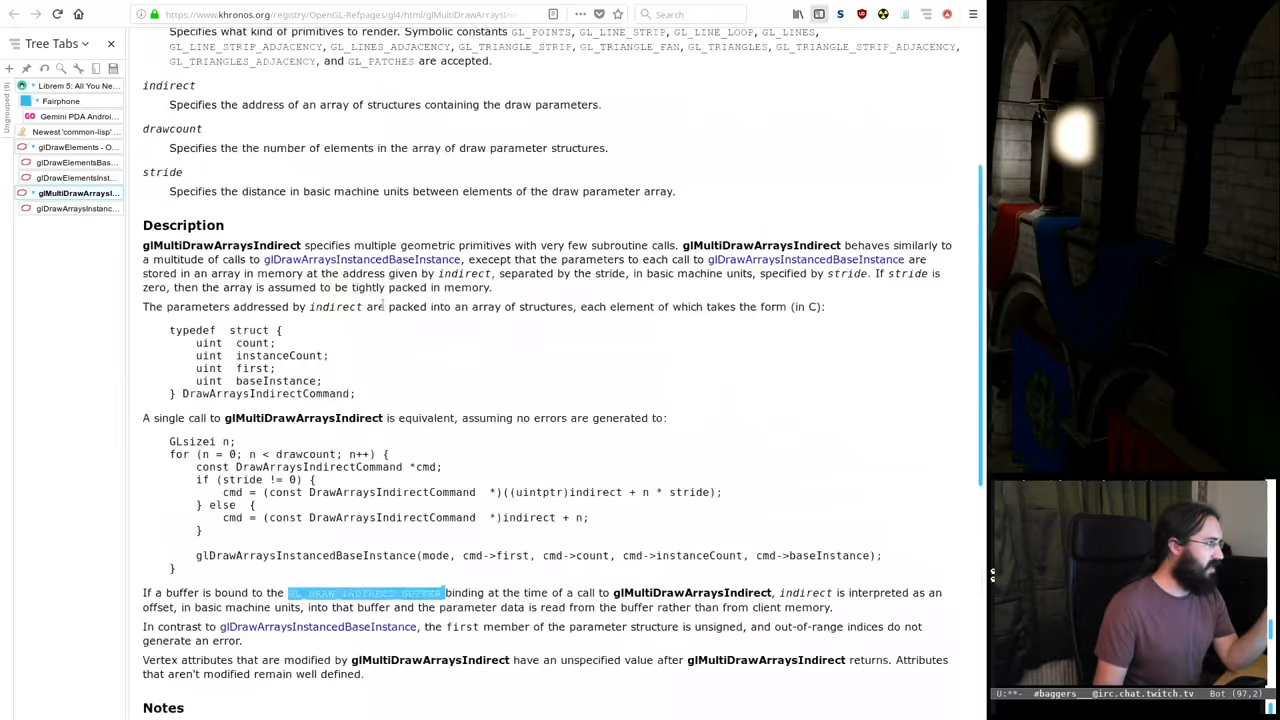 https://www.khronos.org/registry/OpenGL-Refpages/gl4/html/glMultiDrawArraysInd
Search
Tree Tabs
Ungrouped (9)
Librem 5: All You Ne...
Fairphone
Gemini PDA Androi...
Newest 'common-lisp' ...
glDrawElements - O...
glDrawElementsBas...
glDrawElementsInst...
glMultiDrawArraysI...
glDrawArraysInstanc...
Specifies what kind of primitives to render. Symbolic constants GL_POINTS, GL_LINE_STRIP, GL_LINE_LOOP, GL_LINES,
GL_LINE_STRIP_ADJACENCY, GL_LINES_ADJACENCY, GL_TRIANGLE_STRIP, GL_TRIANGLE_FAN, GL_TRIANGLES, GL_TRIANGLE_STRIP_ADJACENCY,
GL_TRIANGLES_ADJACENCY, and GL_PATCHES are accepted.
indirect
Specifies the address of an array of structures containing the draw parameters.
drawcount
Specifies the the number of elements in the array of draw parameter structures.
stride
Specifies the distance in basic machine units between elements of the draw parameter array.
Description
glMultiDrawArraysIndirect specifies multiple geometric primitives with very few subroutine calls. glMultiDrawArraysIndirect behaves similarly to
a multitude of calls to glDrawArraysInstancedBaseInstance, execept that the parameters to each call to glDrawArraysInstancedBaseInstance are
stored in an array in memory at the address given by indirect, separated by the stride, in basic machine units, specified by stride. If stride is
zero, then the array is assumed to be tightly packed in memory.
The parameters addressed by indirect are packed into an array of structures, each element of which takes the form (in C):
typedef  struct {
uint  count;
uint  instanceCount;
uint  first;
uint  baseInstance;
} DrawArraysIndirectCommand;
A single call to glMultiDrawArraysIndirect is equivalent, assuming no errors are generated to:
GLsizei n;
for (n = 0; n < drawcount; n++) {
const DrawArraysIndirectCommand *cmd;
if (stride != 0) {
cmd = (const DrawArraysIndirectCommand  *)((uintptr)indirect + n * stride);
} else  {
cmd = (const DrawArraysIndirectCommand  *)indirect + n;
}
glDrawArraysInstancedBaseInstance(mode, cmd->first, cmd->count, cmd->instanceCount, cmd->baseInstance);
}
If a buffer is bound to the GL_DRAW_INDIRECT_BUFFER binding at the time of a call to glMultiDrawArraysIndirect, indirect is interpreted as an
offset, in basic machine units, into that buffer and the parameter data is read from the buffer rather than from client memory.
In contrast to glDrawArraysInstancedBaseInstance, the first member of the parameter structure is unsigned, and out-of-range indices do not
generate an error.
Vertex attributes that are modified by glMultiDrawArraysIndirect have an unspecified value after glMultiDrawArraysIndirect returns. Attributes
that aren't modified remain well defined.
Notes
U:**-  #baggers___@irc.chat.twitch.tv  Bot (97,2)